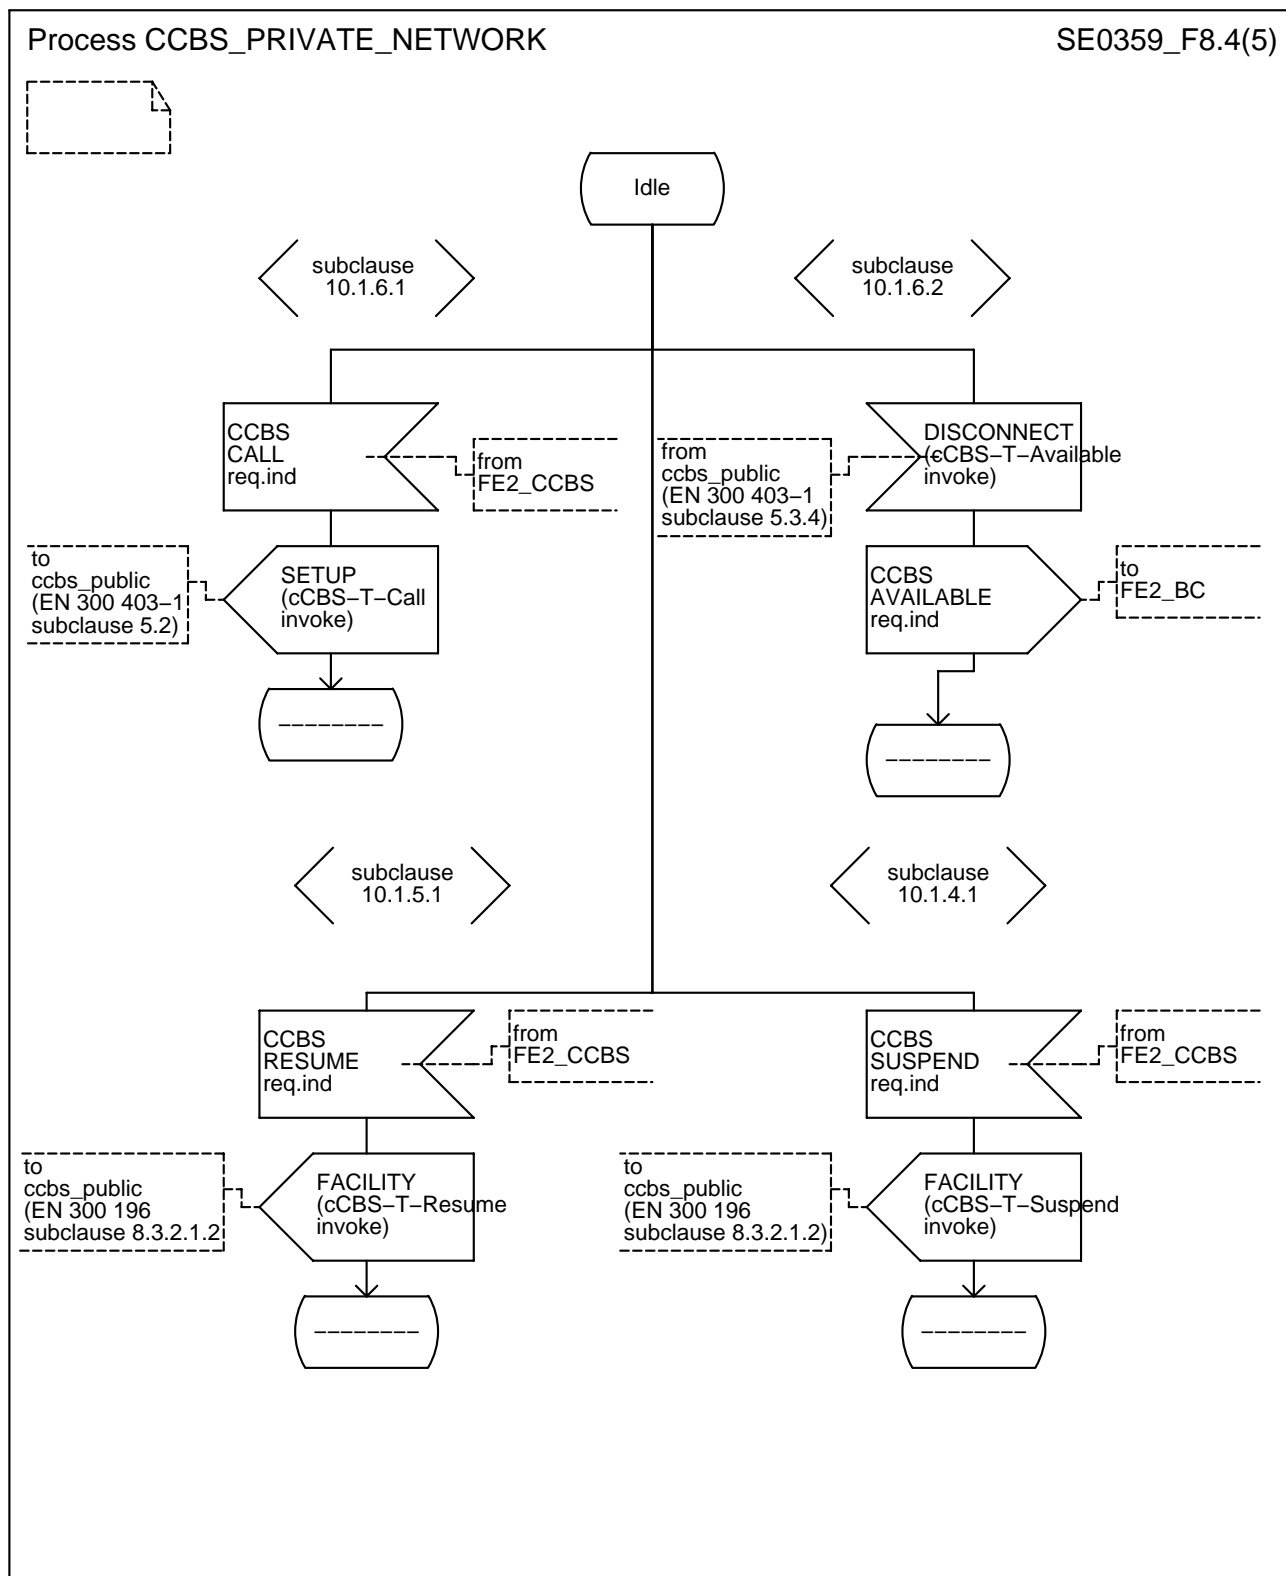 Process CCBS_PRIVATE_NETWORK
SE0359_F8.4(5)
Idle
subclause
10.1.6.1
subclause
10.1.6.2
CCBS
CALL
req.ind
from
FE2_CCBS
from
ccbs_public
(EN 300 403–1
subclause 5.3.4)
DISCONNECT
(cCBS–T–Available
invoke)
to
ccbs_public
(EN 300 403–1
subclause 5.2)
SETUP
(cCBS–T–Call
invoke)
CCBS
AVAILABLE
req.ind
to
FE2_BC
––––––––
––––––––
subclause
10.1.5.1
subclause
10.1.4.1
CCBS
RESUME
req.ind
from
FE2_CCBS
CCBS
SUSPEND
req.ind
from
FE2_CCBS
to
ccbs_public
(EN 300 196
subclause 8.3.2.1.2
FACILITY
(cCBS–T–Resume
invoke)
to
ccbs_public
(EN 300 196
subclause 8.3.2.1.2)
FACILITY
(cCBS–T–Suspend
invoke)
––––––––
––––––––